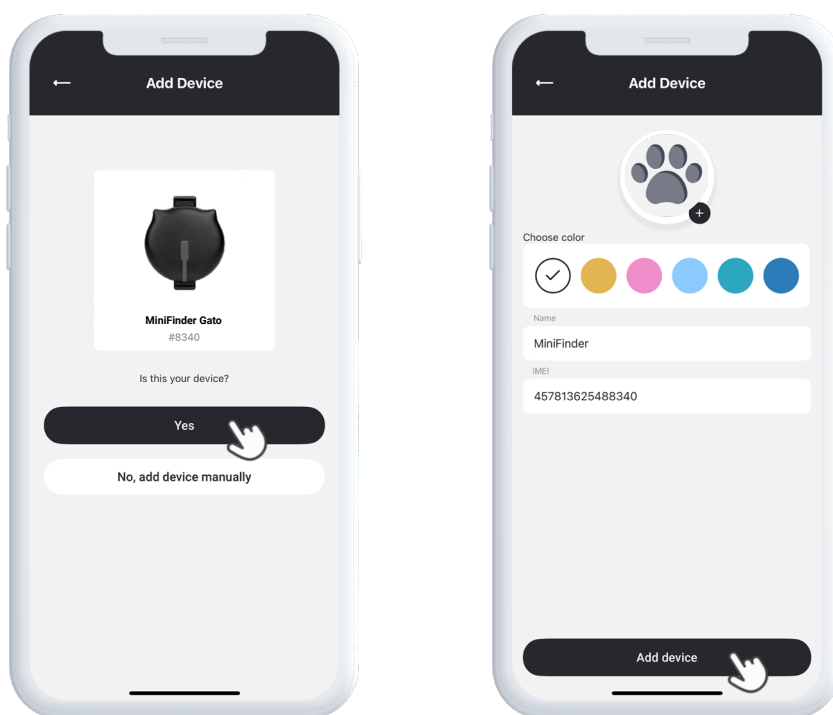 Add Device
MiniFinder Gato
#8340
Is this your device?
Yes
No, add device manually
Add Device
Choose color
Name
MiniFinder
IMEI
457813625488340
Add device